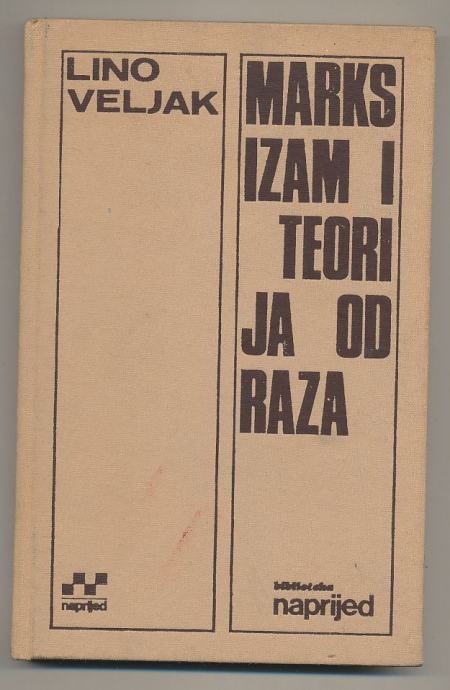 LINO
VELJAK
MARKS
IZAM I
TEORI
JA OD
RAZA
naprijed
biblioteka
naprijed